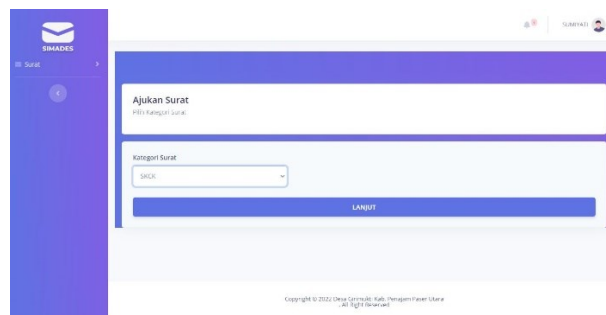 SIMADES
Surat
SUMIYATI
Ajukan Surat
Pilih Kategori Surat
Kategori Surat
SKCK
LANJUT
Copyright © 2022 Desa Girimukti, Kab. Penajam Paser Utara
. All Right Reserved